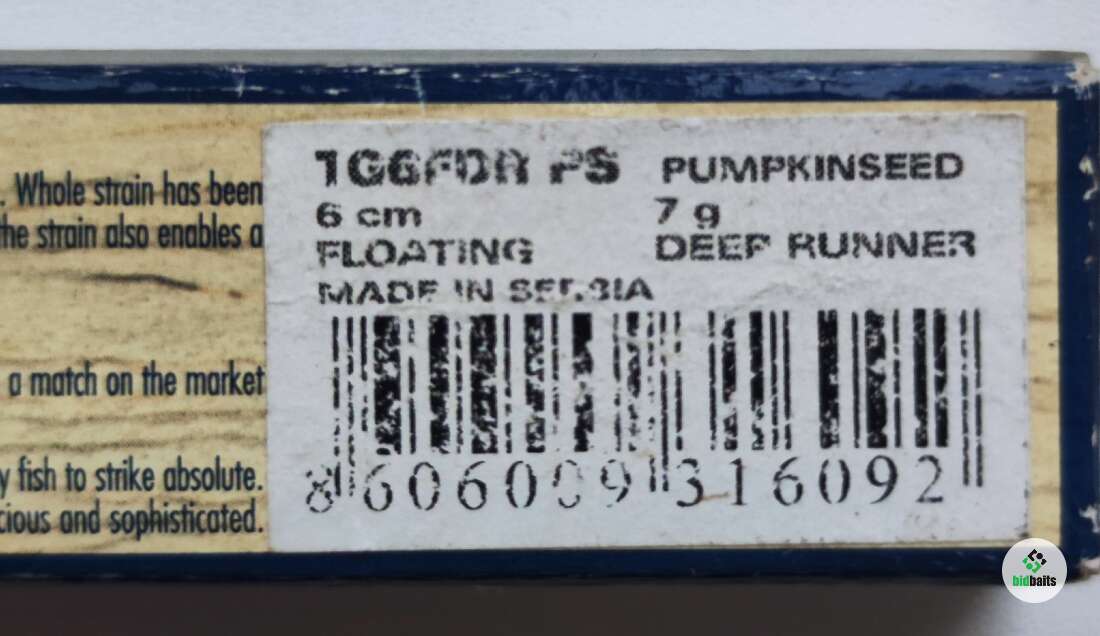 . Whole strain has been
the strain also enables a
a match on the market
y fish to strike absolute.
cious and sophisticated.
1G6FDR PS PUMPKINSEED
6 cm 7 g
FLOATING DEEP RUNNER
MADE IN SERBIA
8 606009 316092
bidbaits